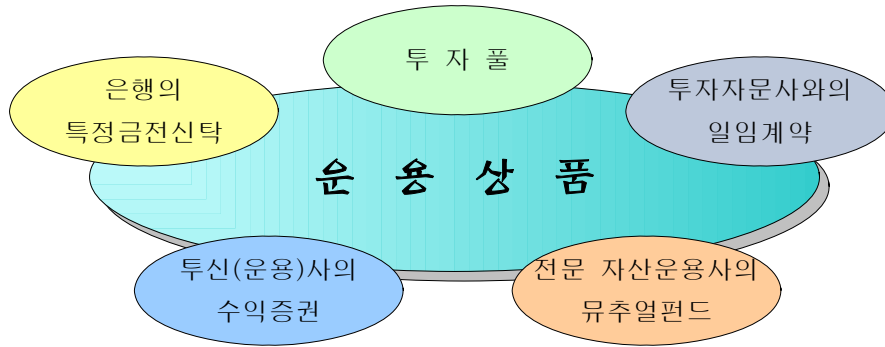 투 자 풀
은행의
특정금전신탁
투자자문사와의
일임계약
운 용 상 품
투신(운용)사의
수익증권
전문 자산운용사의
뮤추얼펀드